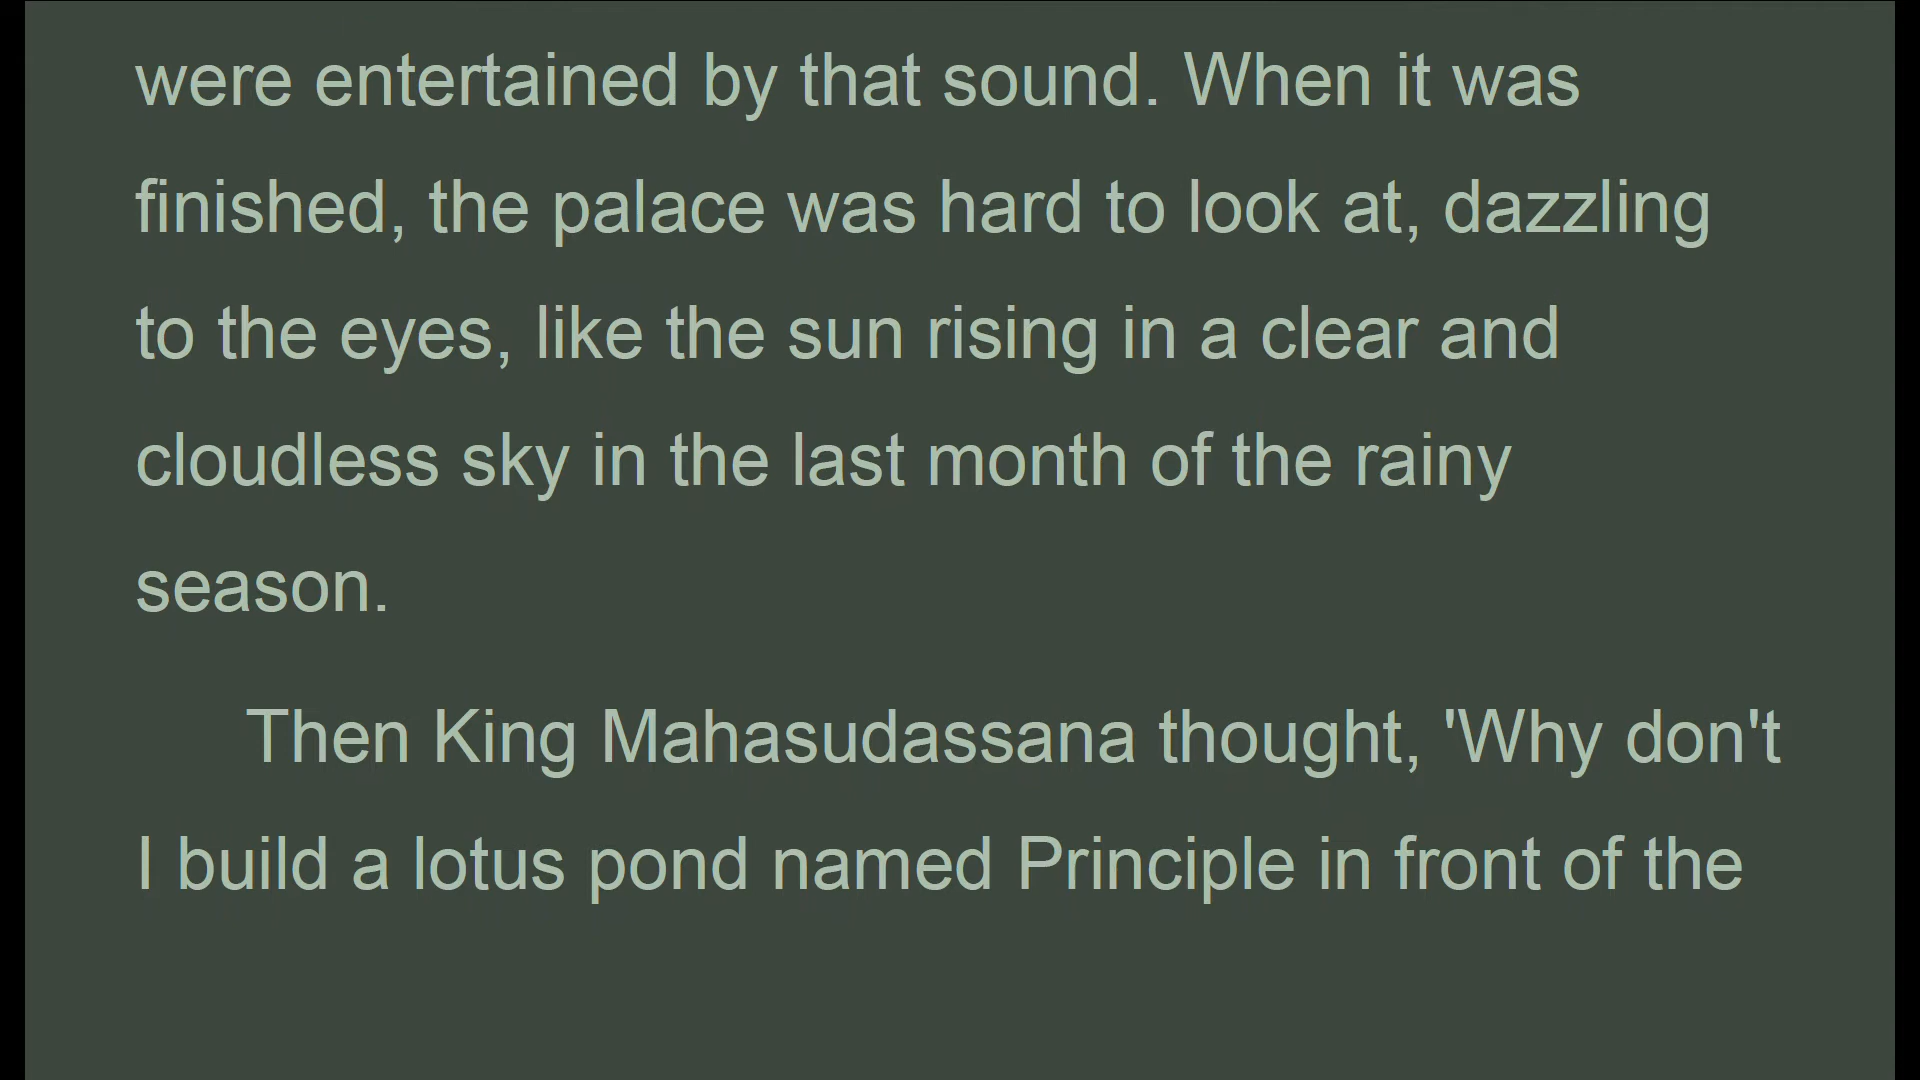 were entertained by that sound. When it was
finished, the palace was hard to look at, dazzling
to the eyes, like the sun rising in a clear and
cloudless sky in the last month of the rainy
season.
Then King Mahasudassana thought, 'Why don't
I build a lotus pond named Principle in front of the